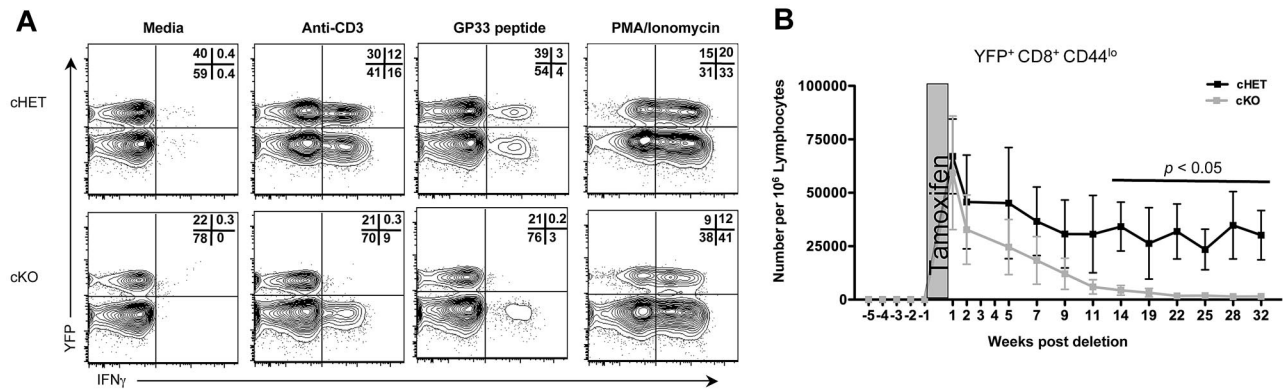 A
Media
Anti-CD3
GP33 peptide
PMA/Ionomycin
cHET
40 0.4
59 0.4
30 12
41 16
39 3
54 4
15 20
31 33
cKO
22 0.3
78 0
21 0.3
70 9
21 0.2
76 3
9 12
38 41
YFP
IFNγ
B
YFP⁺ CD8⁺ CD44ˡᵒ
cHET
cKO
p < 0.05
Tamoxifen
Number per 10⁶ Lymphocytes
100000
75000
50000
25000
0
-5 -4 -3 -2 -1 1 2 3 4 5 7 9 11 14 19 22 25 28 32
Weeks post deletion